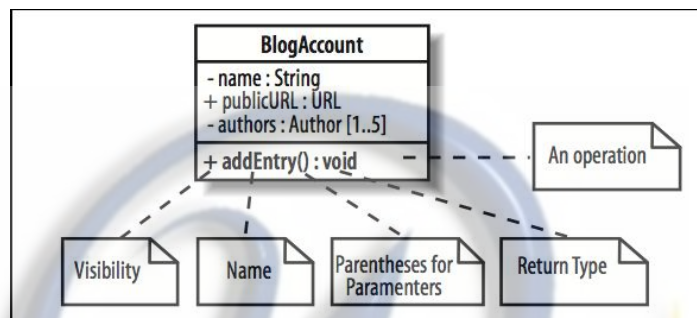 BlogAccount
- name : String
+ publicURL : URL
- authors : Author [1..5]
+ addEntry() : void
An operation
Visibility
Name
Parentheses for
Paramenters
Return Type